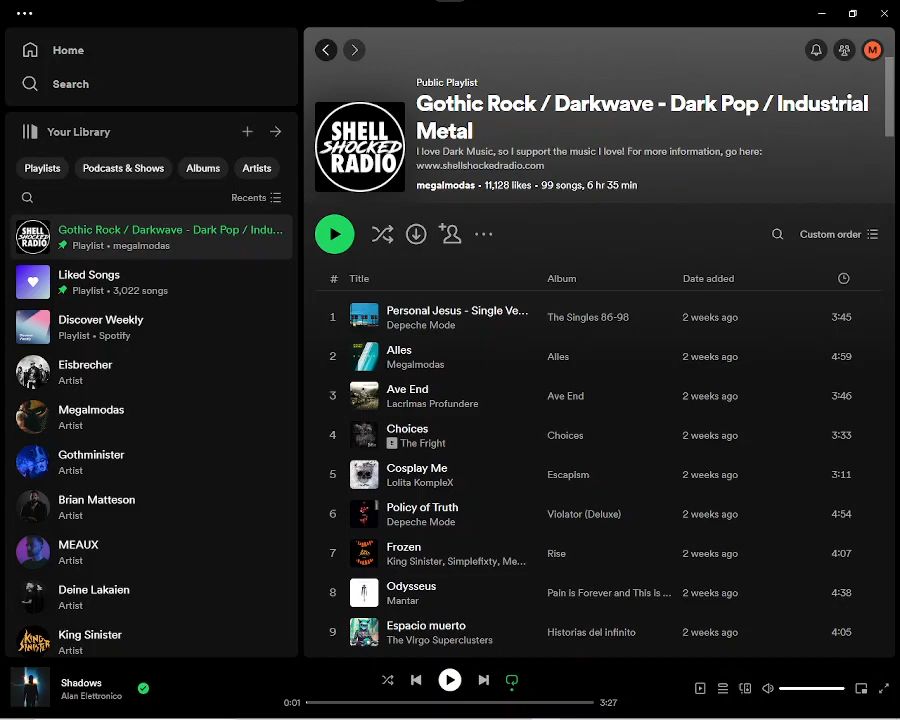 Home
Search
Your Library
Playlists
Podcasts & Shows
Albums
Artists
Recents
SHELL SHOCKED RADIO
Gothic Rock / Darkwave - Dark Pop / Indu...
Playlist • megalmodas
Liked Songs
Playlist • 3,022 songs
Discover Weekly
Playlist • Spotify
Eisbrecher
Artist
Megalmodas
Artist
Gothminister
Artist
Brian Matteson
Artist
MEAUX
Artist
Deine Lakaien
Artist
KING SINISTER
King Sinister
Artist
M
SHELL
SHOCKED
RADIO
Public Playlist
Gothic Rock / Darkwave - Dark Pop / Industrial
Metal
I love Dark Music, so I support the music I love! For more information, go here:
www.shellshockedradio.com
megalmodas • 11,128 likes • 99 songs, 6 hr 35 min
Custom order
# Title Album Date added
1 Personal Jesus - Single Ve... The Singles 86-98 2 weeks ago 3:45
Depeche Mode
2 Alles Alles 2 weeks ago 4:59
Megalmodas
3 Ave End Ave End 2 weeks ago 3:46
Lacrimas Profundere
4 Choices Choices 2 weeks ago 3:33
E The Fright
5 Cosplay Me Escapism 2 weeks ago 3:11
Lolita KompleX
6 Policy of Truth Violator (Deluxe) 2 weeks ago 4:54
Depeche Mode
7 Frozen Rise 2 weeks ago 4:07
King Sinister, Simplefixty, Me...
8 Odysseus Pain is Forever and This Is ... 2 weeks ago 4:38
Mantar
9 Espacio muerto Historias del infinito 2 weeks ago 4:05
The Virgo Superclusters
Shadows
Alan Elettronico
0:01 3:27